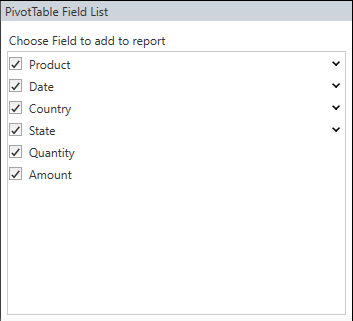 PivotTable Field List
Choose Field to add to report
Product
Date
Country
State
Quantity
Amount